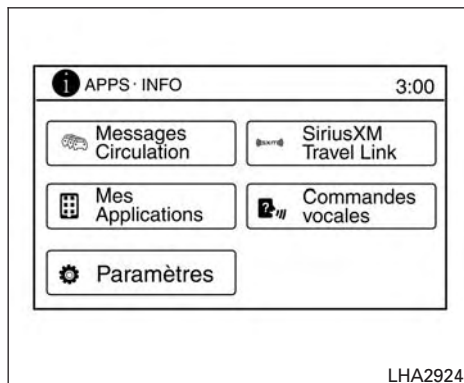 i APPS · INFO 3:00
Messages
Circulation
SiriusXM
Travel Link
Mes
Applications
Commandes
vocales
Paramètres
LHA2924